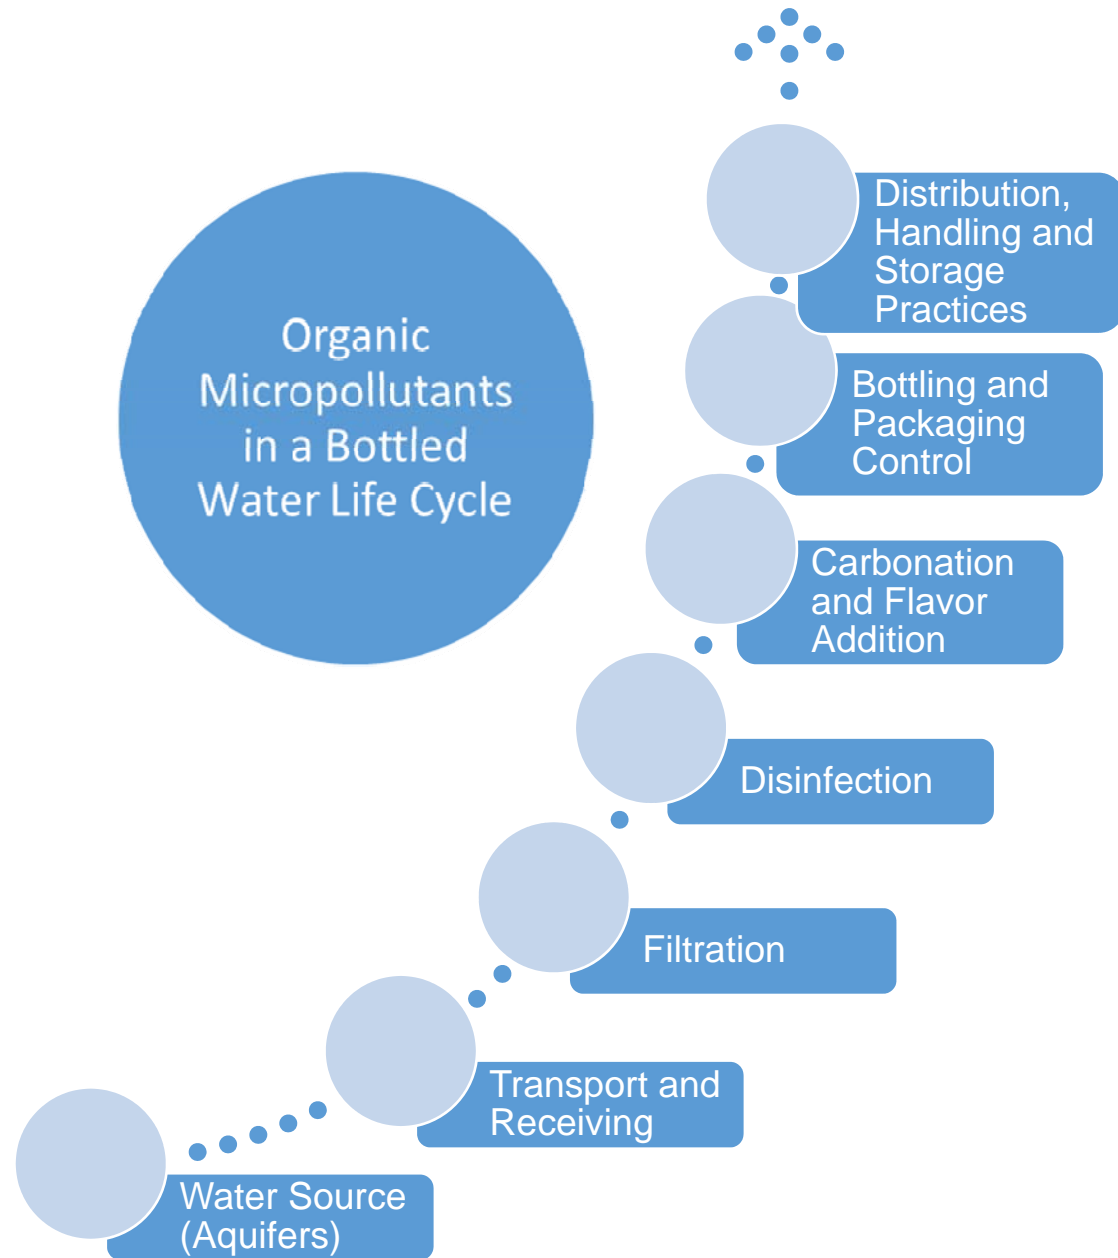 Organic
Micropollutants
in a Bottled
Water Life Cycle
Distribution,
Handling and
Storage
Practices
Bottling and
Packaging
Control
Carbonation
and Flavor
Addition
Disinfection
Filtration
Transport and
Receiving
Water Source
(Aquifers)